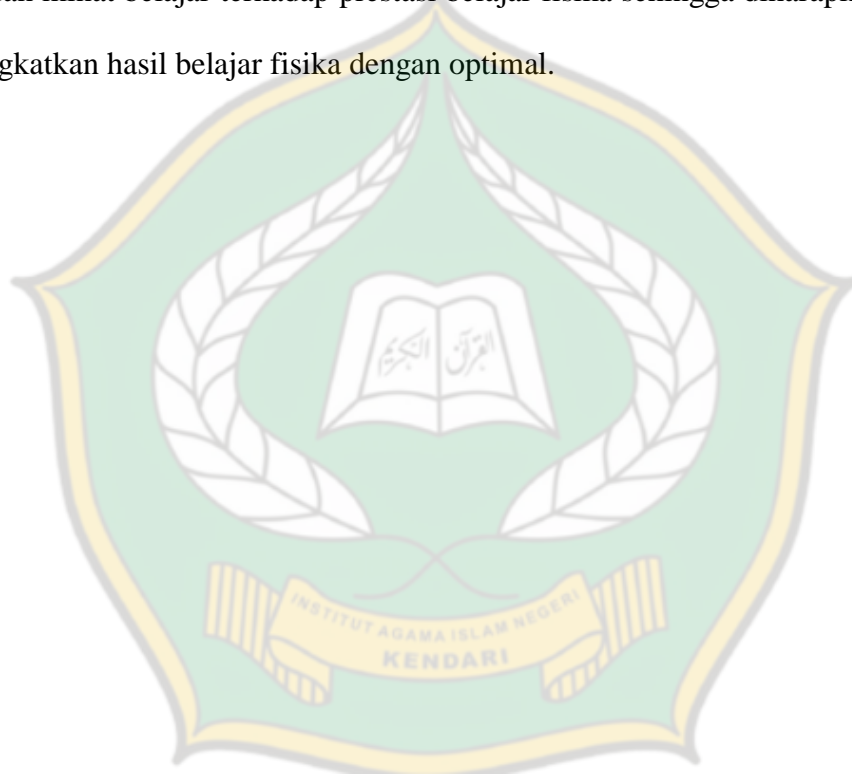 minat belajar terhadap prestasi belajar fisika sehingga
gkatkan hasil belajar fisika dengan optimal.
القرآن الكريم
INSTITUT AGAMA ISLAM NEGERI
KENDARI